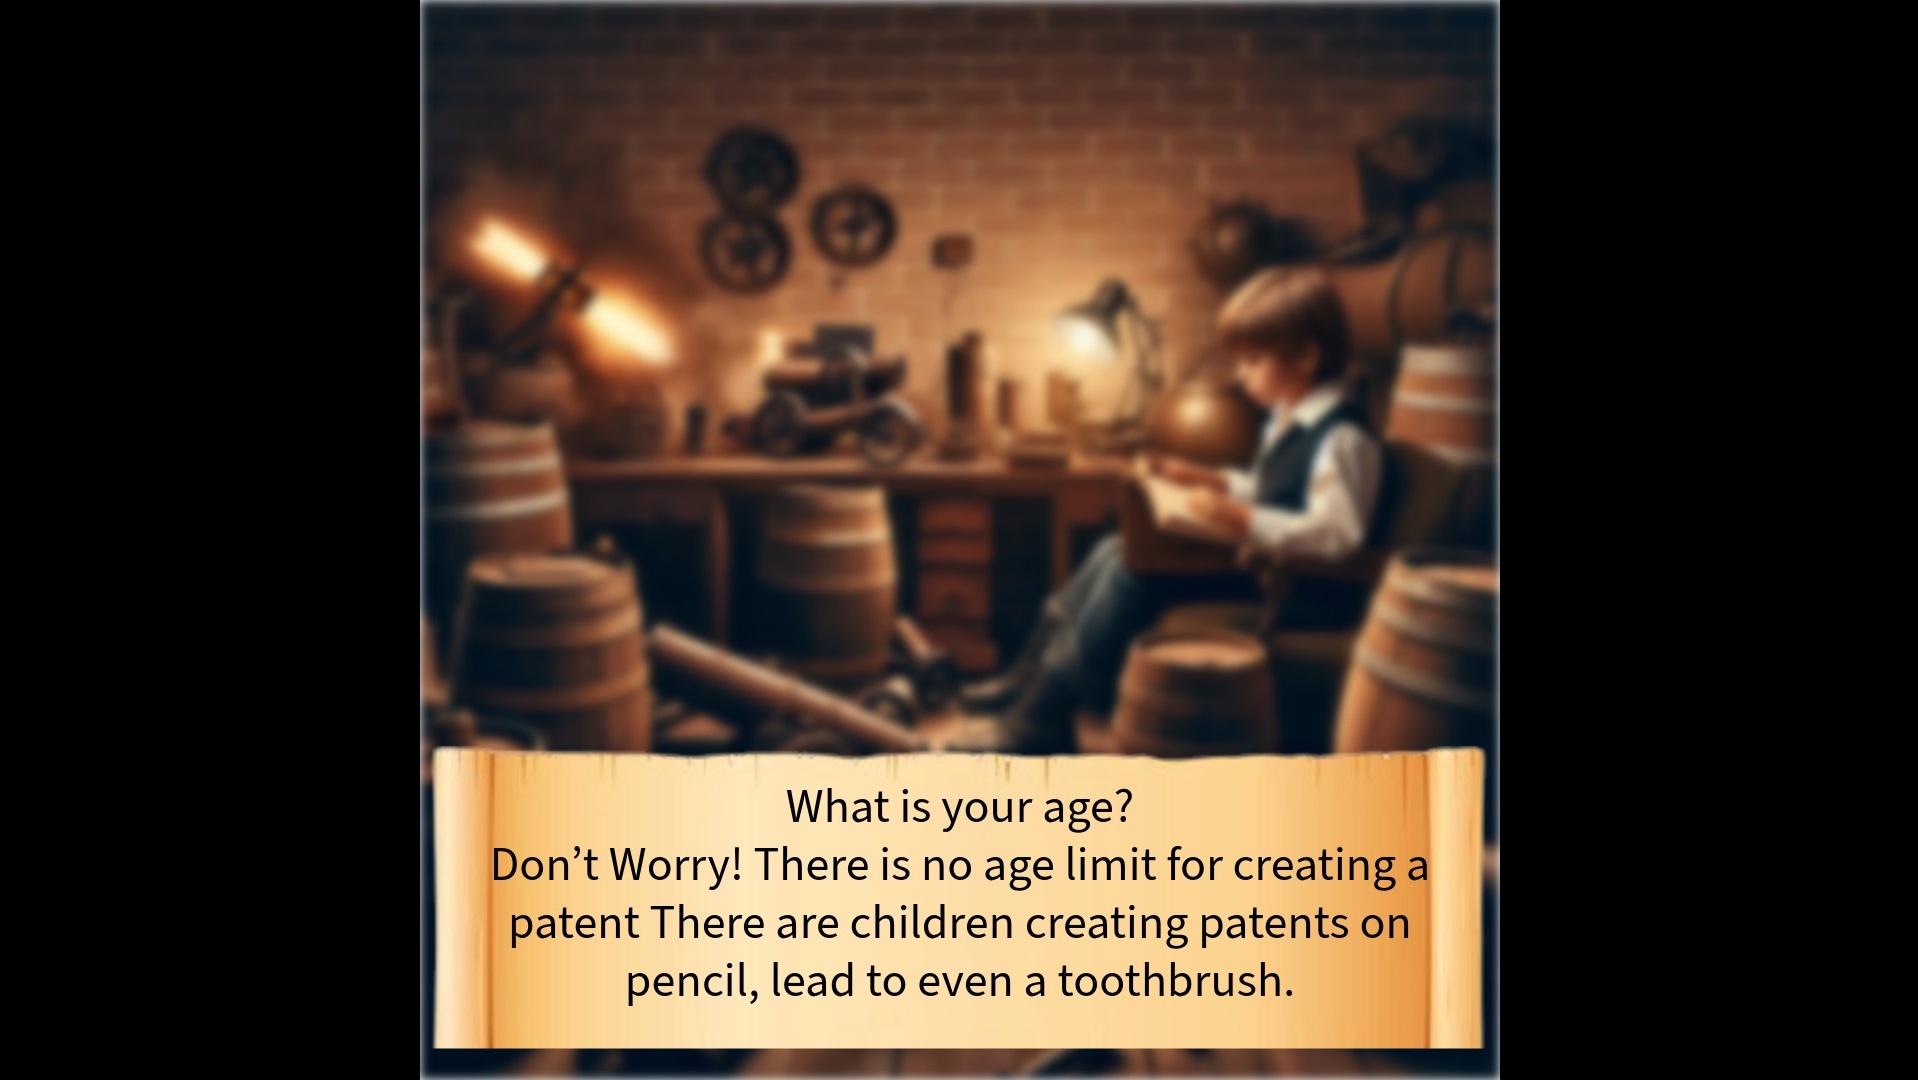 What is your age?
Don’t Worry! There is no age limit for creating a
patent There are children creating patents on
pencil, lead to even a toothbrush.